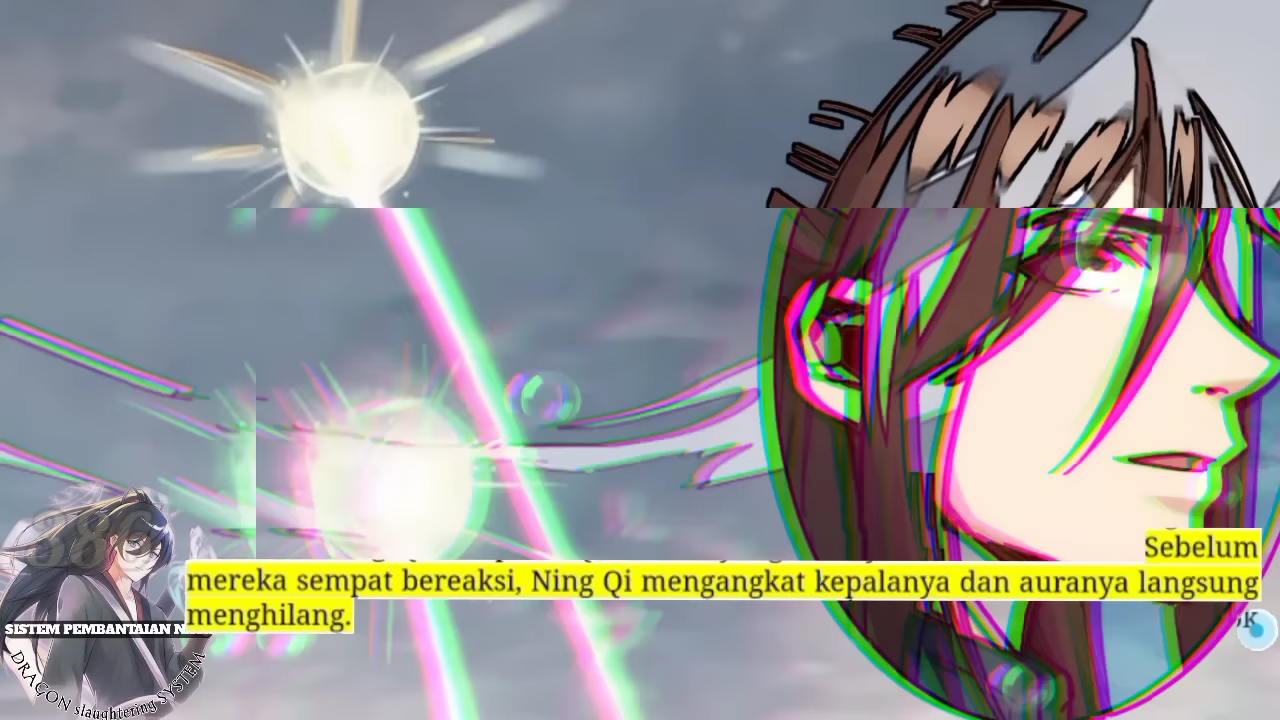 Sebelum
mereka sempat bereaksi, Ning Qi mengangkat kepalanya dan auranya langsung
menghilang.
SISTEM PEMBANTAIAN N
DRAGON slaughtering SYSTEM